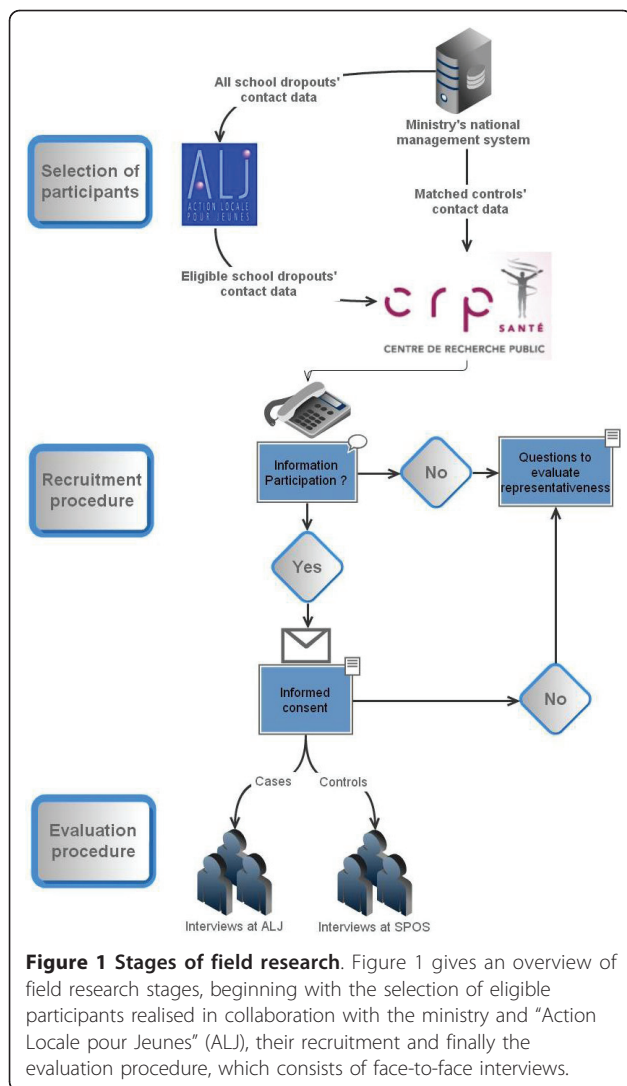 All school dropouts'
contact data
Ministry's national
management system
Selection of
participants
ALJ
ACTION LOCALE
POUR JEUNES
Matched controls'
contact data
Eligible school dropouts'
contact data
crp
SANTÉ
CENTRE DE RECHERCHE PUBLIC
Recruitment
procedure
Information
Participation ?
No
Questions to
evaluate
representativeness
Yes
Informed
consent
No
Cases
Controls
Evaluation
procedure
Interviews at ALJ
Interviews at SPOS
Figure 1 Stages of field research. Figure 1 gives an overview of
field research stages, beginning with the selection of eligible
participants realised in collaboration with the ministry and “Action
Locale pour Jeunes” (ALJ), their recruitment and finally the
evaluation procedure, which consists of face-to-face interviews.